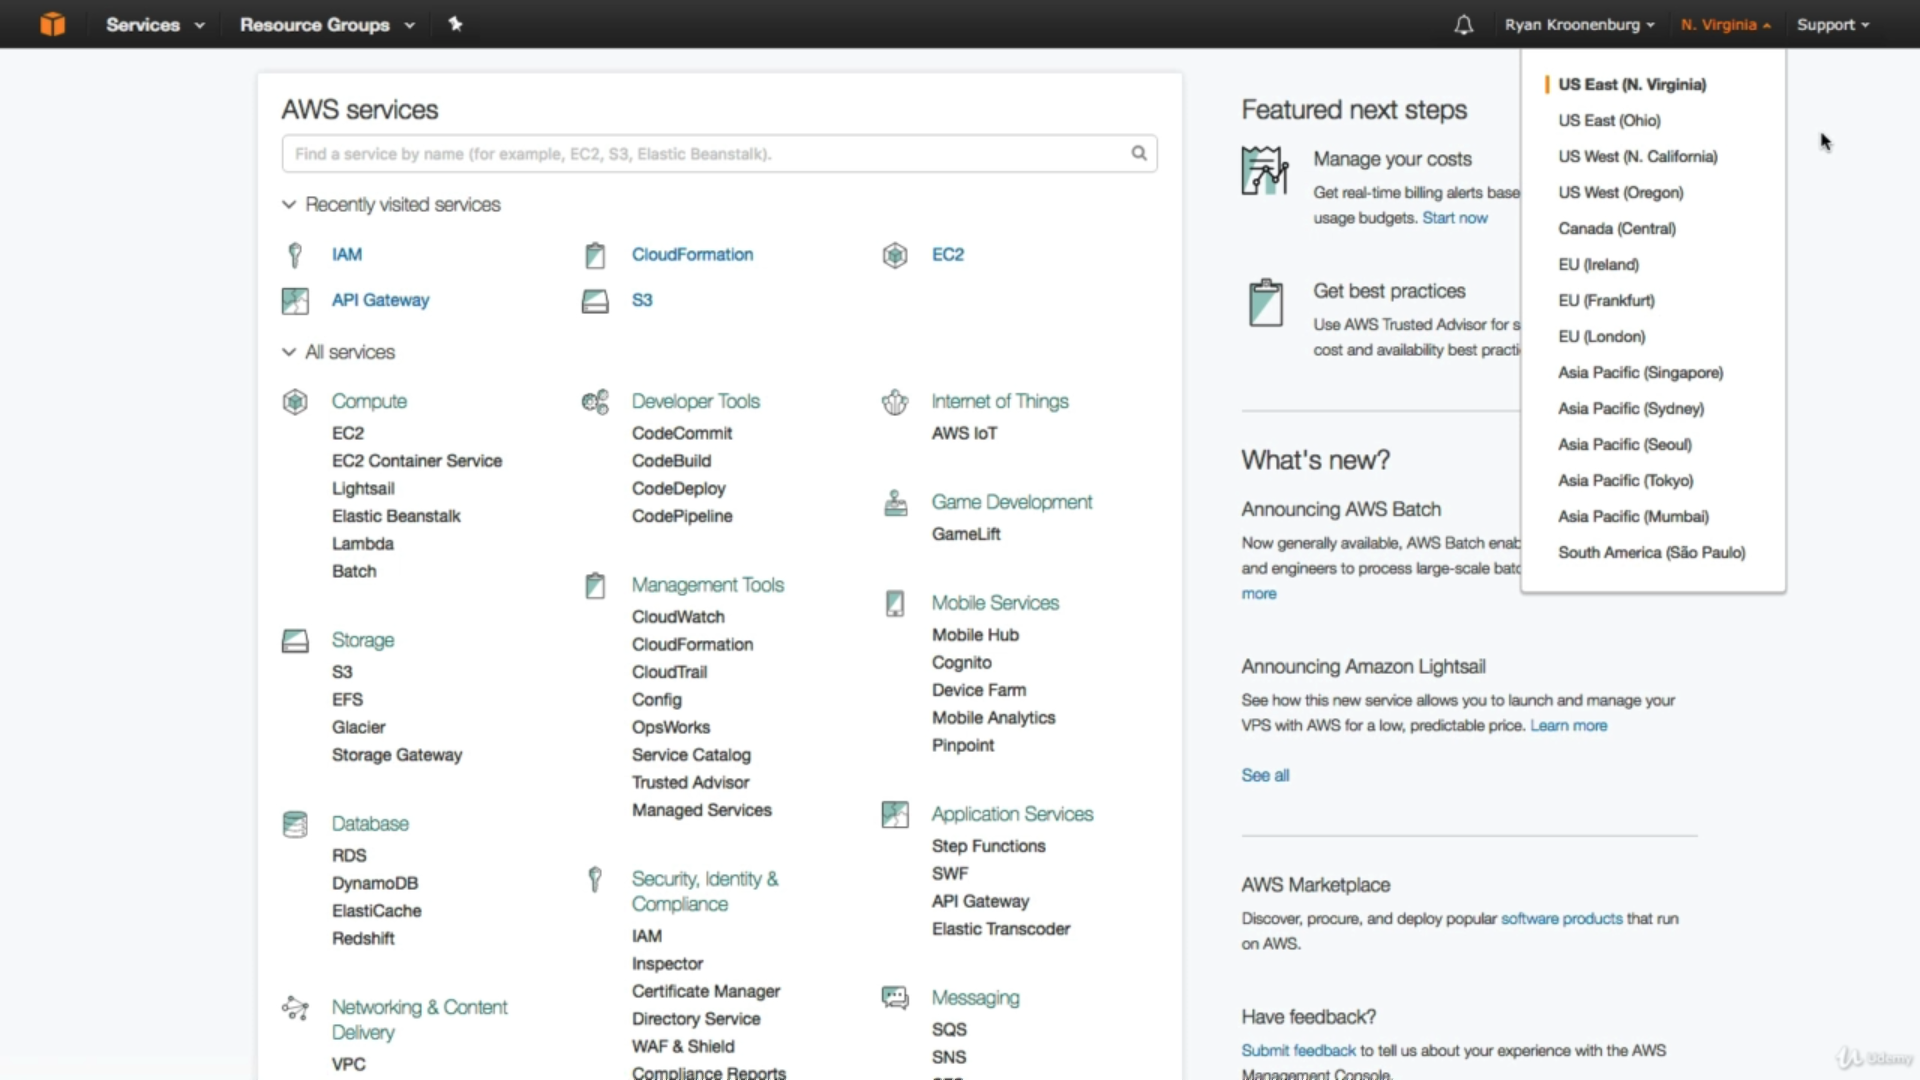 Services
Resource Groups
Ryan Kroonenburg
N. Virginia
Support
AWS services
Find a service by name (for example, EC2, S3, Elastic Beanstalk).
Recently visited services
IAM
CloudFormation
EC2
API Gateway
S3
All services
Compute
EC2
EC2 Container Service
Lightsail
Elastic Beanstalk
Lambda
Batch
Storage
S3
EFS
Glacier
Storage Gateway
Database
RDS
DynamoDB
ElastiCache
Redshift
Networking & Content
Delivery
VPC
Developer Tools
CodeCommit
CodeBuild
CodeDeploy
CodePipeline
Management Tools
CloudWatch
CloudFormation
CloudTrail
Config
OpsWorks
Service Catalog
Trusted Advisor
Managed Services
Security, Identity &
Compliance
IAM
Inspector
Certificate Manager
Directory Service
WAF & Shield
Compliance Reports
Internet of Things
AWS IoT
Game Development
GameLift
Mobile Services
Mobile Hub
Cognito
Device Farm
Mobile Analytics
Pinpoint
Application Services
Step Functions
SWF
API Gateway
Elastic Transcoder
Messaging
SQS
SNS
Featured next steps
Manage your costs
Get real-time billing alerts base
usage budgets. Start now
Get best practices
Use AWS Trusted Advisor for s
cost and availability best practi
What's new?
Announcing AWS Batch
Now generally available, AWS Batch enab
and engineers to process large-scale batc
more
Announcing Amazon Lightsail
See how this new service allows you to launch and manage your
VPS with AWS for a low, predictable price. Learn more
See all
AWS Marketplace
Discover, procure, and deploy popular software products that run
on AWS.
Have feedback?
Submit feedback to tell us about your experience with the AWS
Management Console.
US East (N. Virginia)
US East (Ohio)
US West (N. California)
US West (Oregon)
Canada (Central)
EU (Ireland)
EU (Frankfurt)
EU (London)
Asia Pacific (Singapore)
Asia Pacific (Sydney)
Asia Pacific (Seoul)
Asia Pacific (Tokyo)
Asia Pacific (Mumbai)
South America (São Paulo)
Udemy